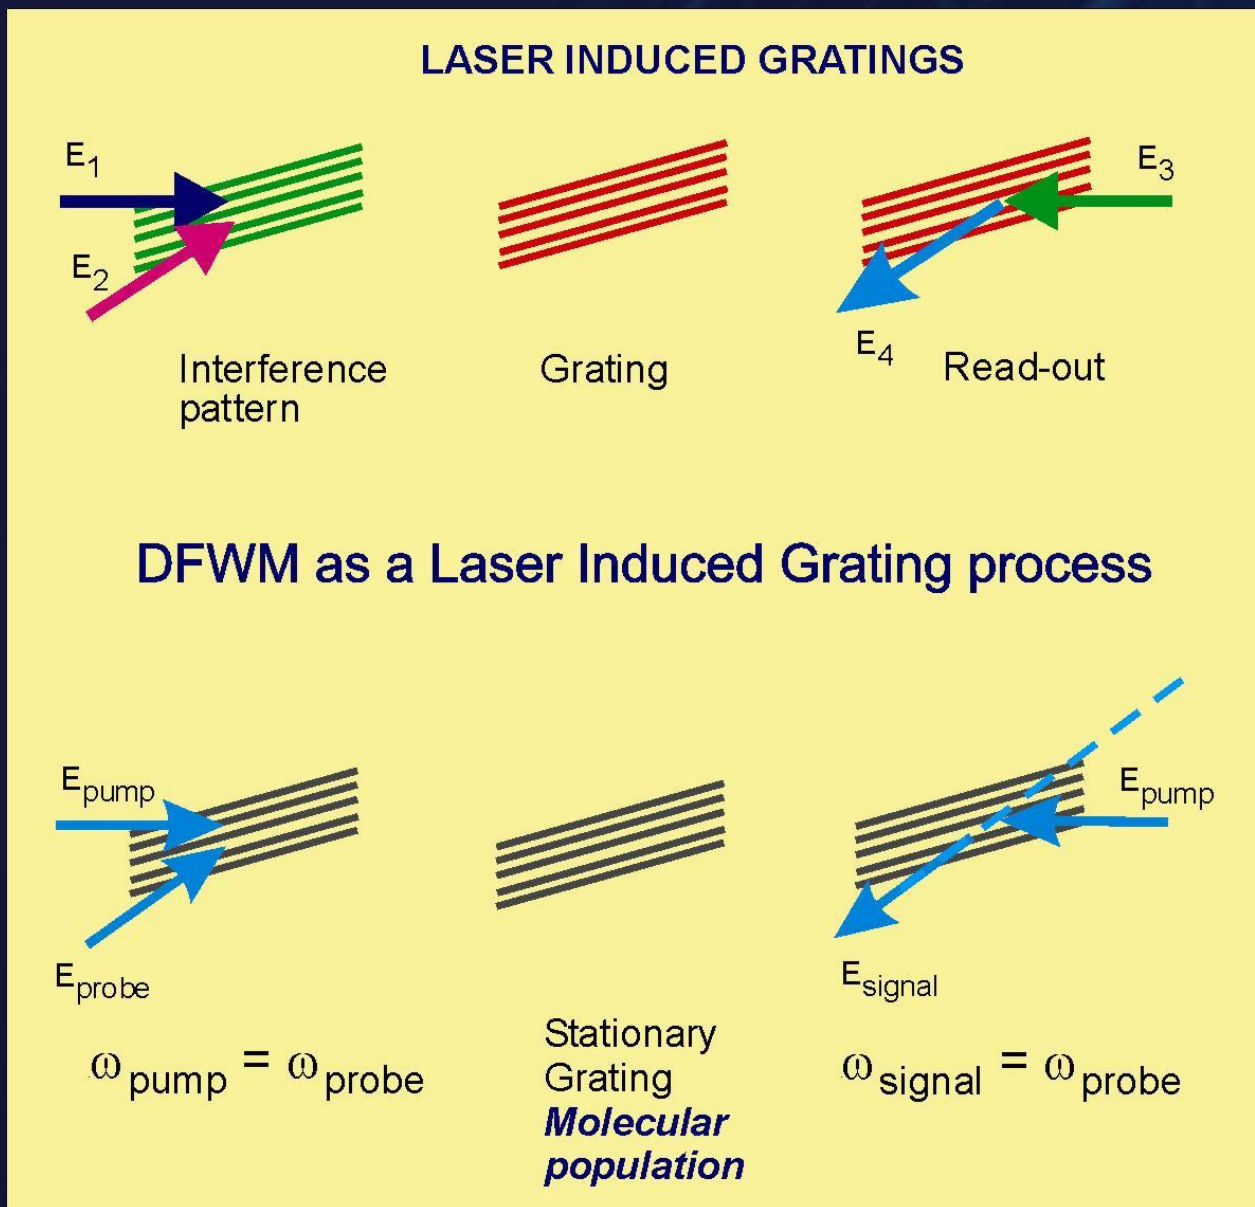 LASER INDUCED GRATINGS
E1
E2
E3
E4
Interference
pattern
Grating
Read-out
DFWM as a Laser Induced Grating process
Epump
Eprobe
Epump
Esignal
ωpump = ωprobe
Stationary
Grating
Molecular
population
ωsignal = ωprobe